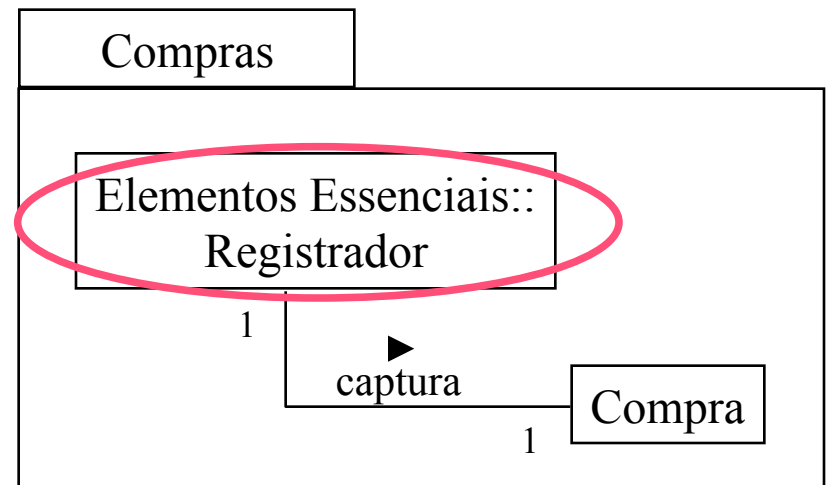 Compras
Elementos Essenciais::
Registrador
1
►
captura
Compra
1